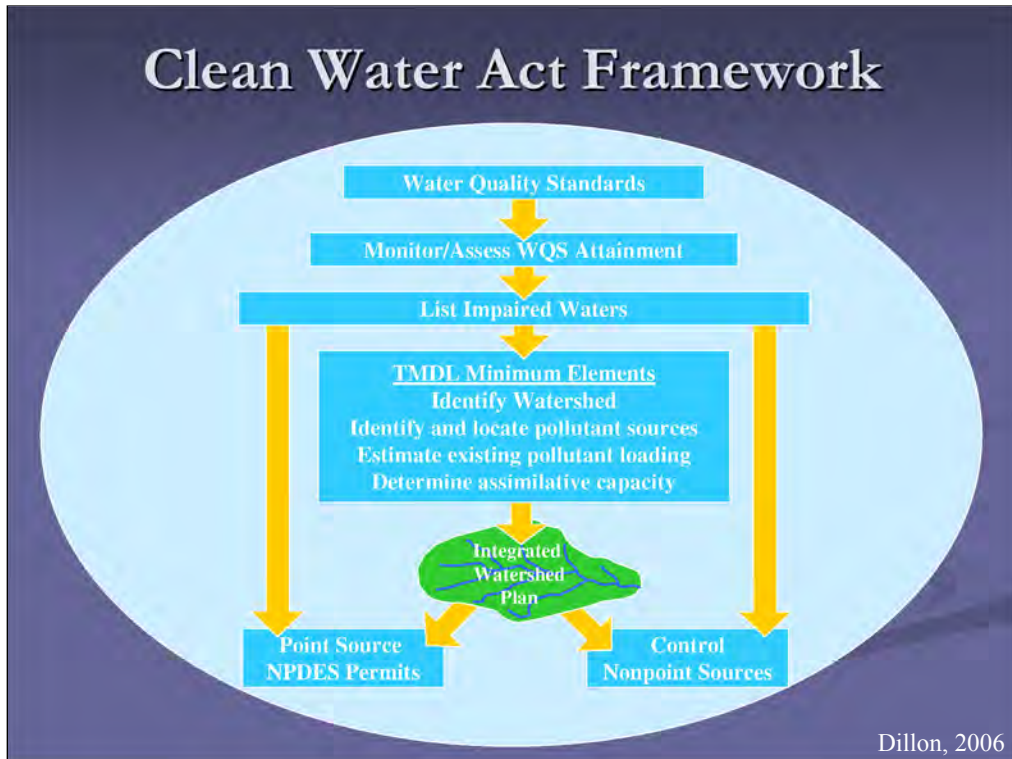 Clean Water Act Framework
Water Quality Standards
Monitor/Assess WQS Attainment
List Impaired Waters
TMDL Minimum Elements
Identify Watershed
Identify and locate pollutant sources
Estimate existing pollutant loading
Determine assimilative capacity
Integrated
Watershed
Plan
Point Source
NPDES Permits
Control
Nonpoint Sources
Dillon, 2006